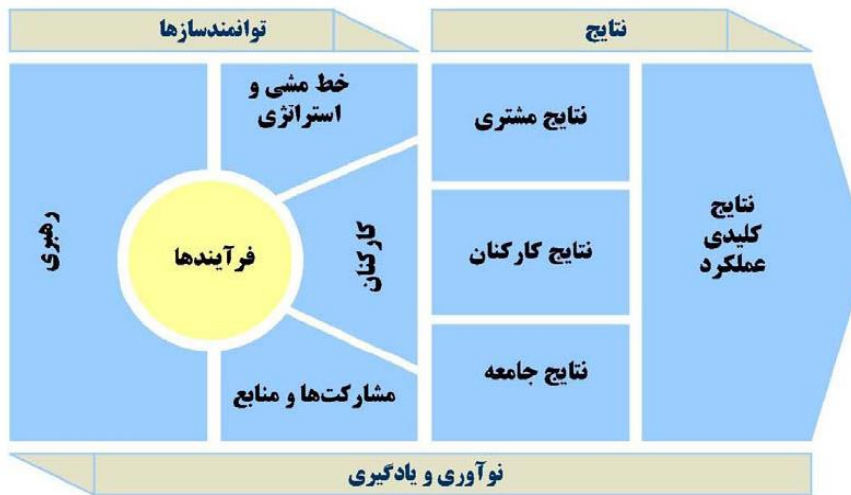 توانمندسازها
نتایج
رهبری
فرآیندها
خط مشی و
استراتژی
کارکنان
مشارکت‌ها و منابع
نتایج مشتری
نتایج کارکنان
نتایج جامعه
نتایج
کلیدی
عملکرد
نوآوری و یادگیری